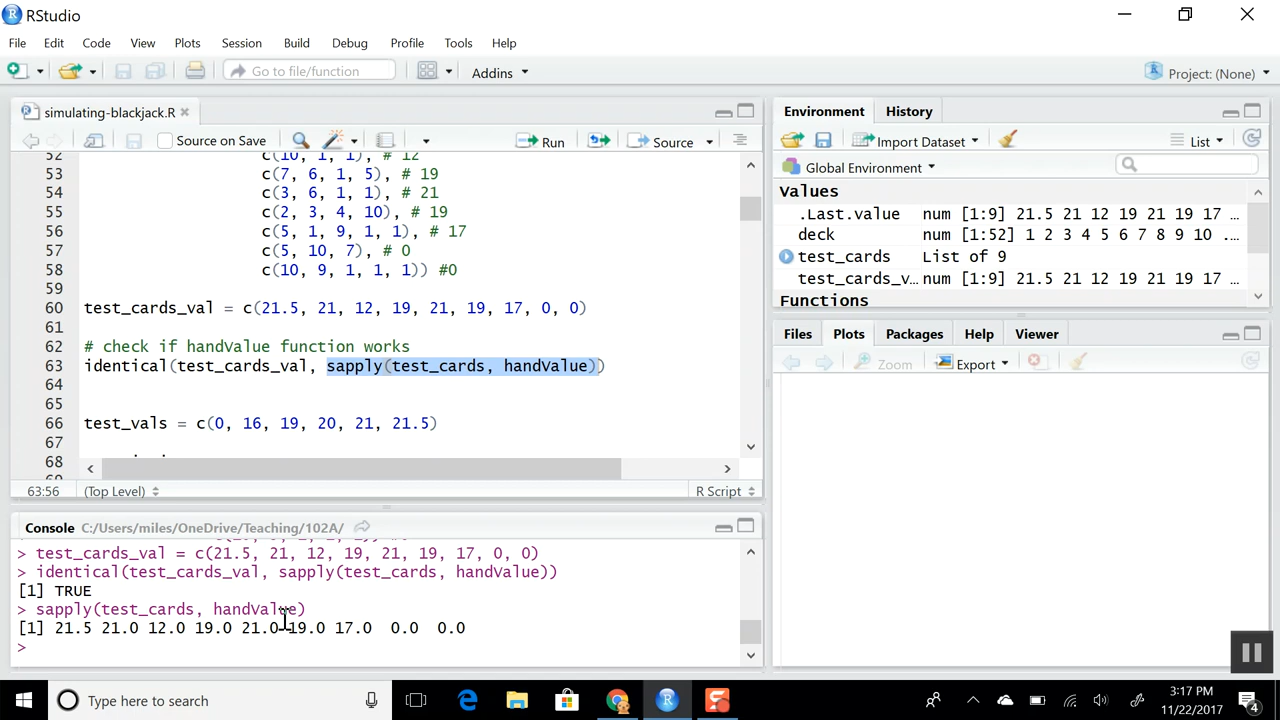 RStudio
File Edit Code View Plots Session Build Debug Profile Tools Help
Go to file/function
Addins
Project: (None)
simulating-blackjack.R
Source on Save
Run
Source
52 c(10, 1, 1), # 12
53 c(7, 6, 1, 5), # 19
54 c(3, 6, 1, 1), # 21
55 c(2, 3, 4, 10), # 19
56 c(5, 1, 9, 1, 1), # 17
57 c(5, 10, 7), # 0
58 c(10, 9, 1, 1, 1)) #0
59
60 test_cards_val = c(21.5, 21, 12, 19, 21, 19, 17, 0, 0)
61
62 # check if handValue function works
63 identical(test_cards_val, sapply(test_cards, handValue))
64
65
66 test_vals = c(0, 16, 19, 20, 21, 21.5)
67
68
63:56 (Top Level) R Script
Console C:/Users/miles/OneDrive/Teaching/102A/
> test_cards_val = c(21.5, 21, 12, 19, 21, 19, 17, 0, 0)
> identical(test_cards_val, sapply(test_cards, handValue))
[1] TRUE
> sapply(test_cards, handValue)
[1] 21.5 21.0 12.0 19.0 21.0 19.0 17.0 0.0 0.0
>
Environment History
Import Dataset
List
Global Environment
Values
.Last.value num [1:9] 21.5 21 12 19 21 19 17 …
deck num [1:52] 1 2 3 4 5 6 7 8 9 10 …
test_cards List of 9
test_cards_v… num [1:9] 21.5 21 12 19 21 19 17 …
Functions
Files Plots Packages Help Viewer
Zoom
Export
Type here to search
3:17 PM
11/22/2017
4